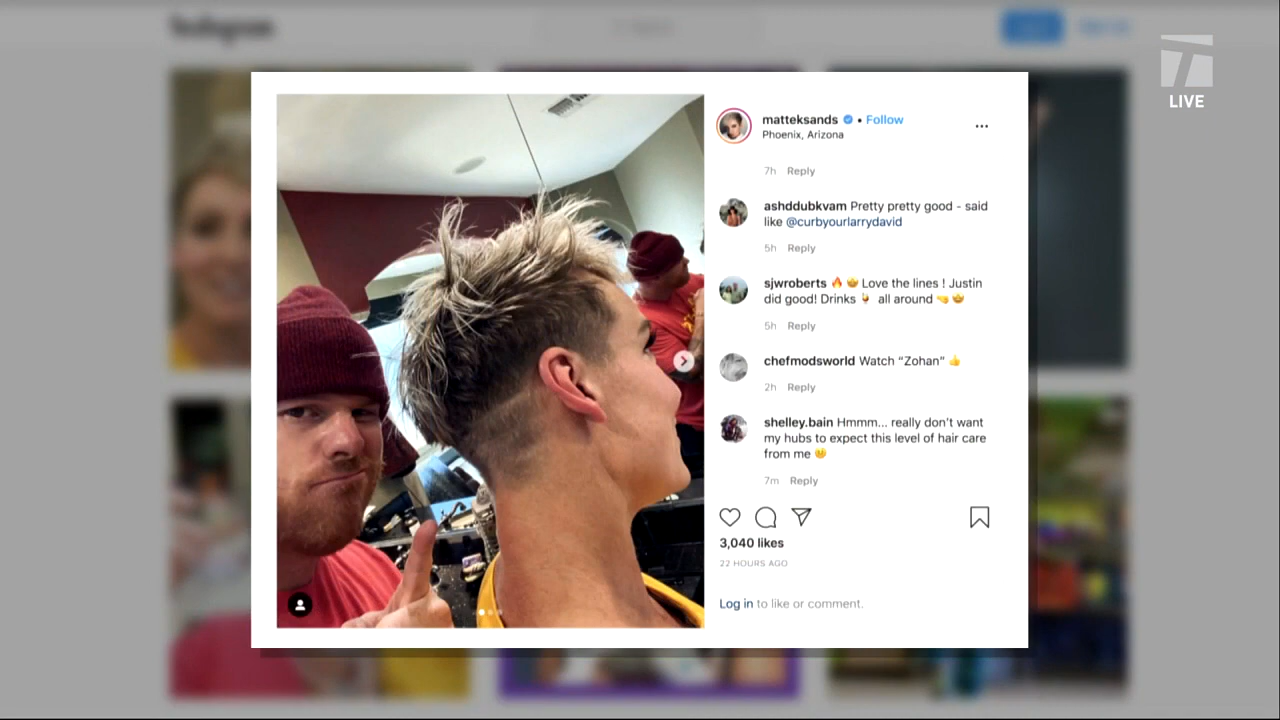 LIVE
matteksands • Follow
Phoenix, Arizona
7h Reply
ashddubkvam Pretty pretty good - said
like @curbyourlarrydavid
5h Reply
sjwroberts 🔥 🤩 Love the lines ! Justin
did good! Drinks 🍹 all around 🤜 🤩
5h Reply
chefmodsworld Watch “Zohan” 👍
2h Reply
shelley.bain Hmmm... really don't want
my hubs to expect this level of hair care
from me 🤨
7m Reply
3,040 likes
22 HOURS AGO
Log in to like or comment.